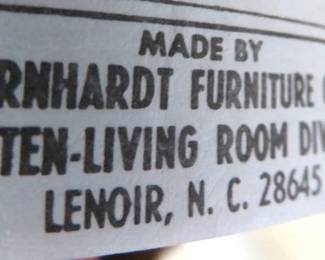 MADE BY
RNHARDT FURNITURE
TEN-LIVING ROOM DIV
LENOIR, N. C. 28645